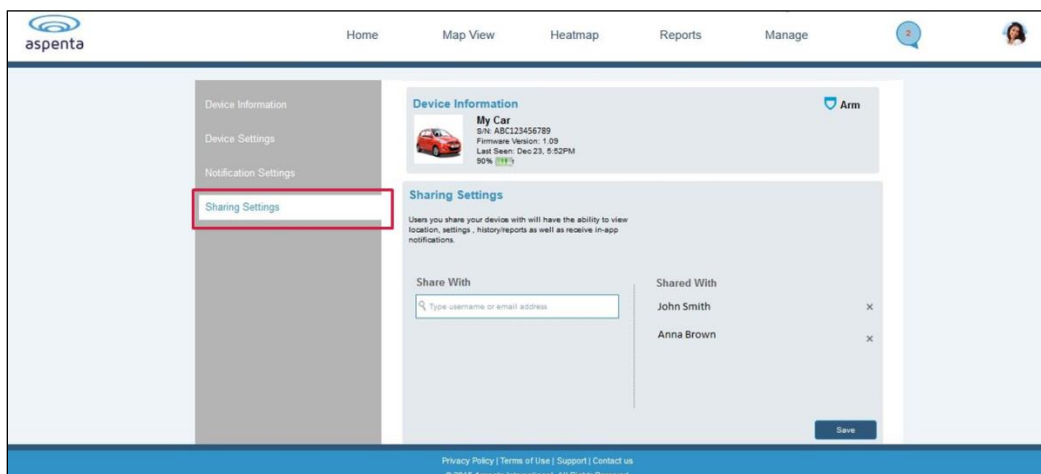 aspenta
Home
Map View
Heatmap
Reports
Manage
2
Device Information
Device Settings
Notification Settings
Sharing Settings
Device Information
Arm
My Car
S/N: ABC123456789
Firmware Version: 1.09
Last Seen: Dec 23, 5:52PM
90%
Sharing Settings
Users you share your device with will have the ability to view
location, settings , history/reports as well as receive in-app
notifications.
Share With
Type username or email address
Shared With
John Smith ×
Anna Brown ×
Save
Privacy Policy | Terms of Use | Support | Contact us